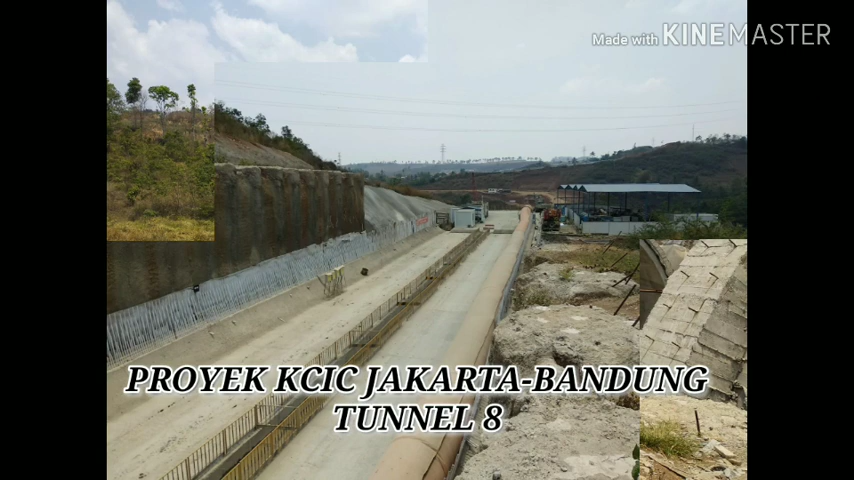 Made with KINEMASTER
PROYEK KCIC JAKARTA-BANDUNG
TUNNEL 8